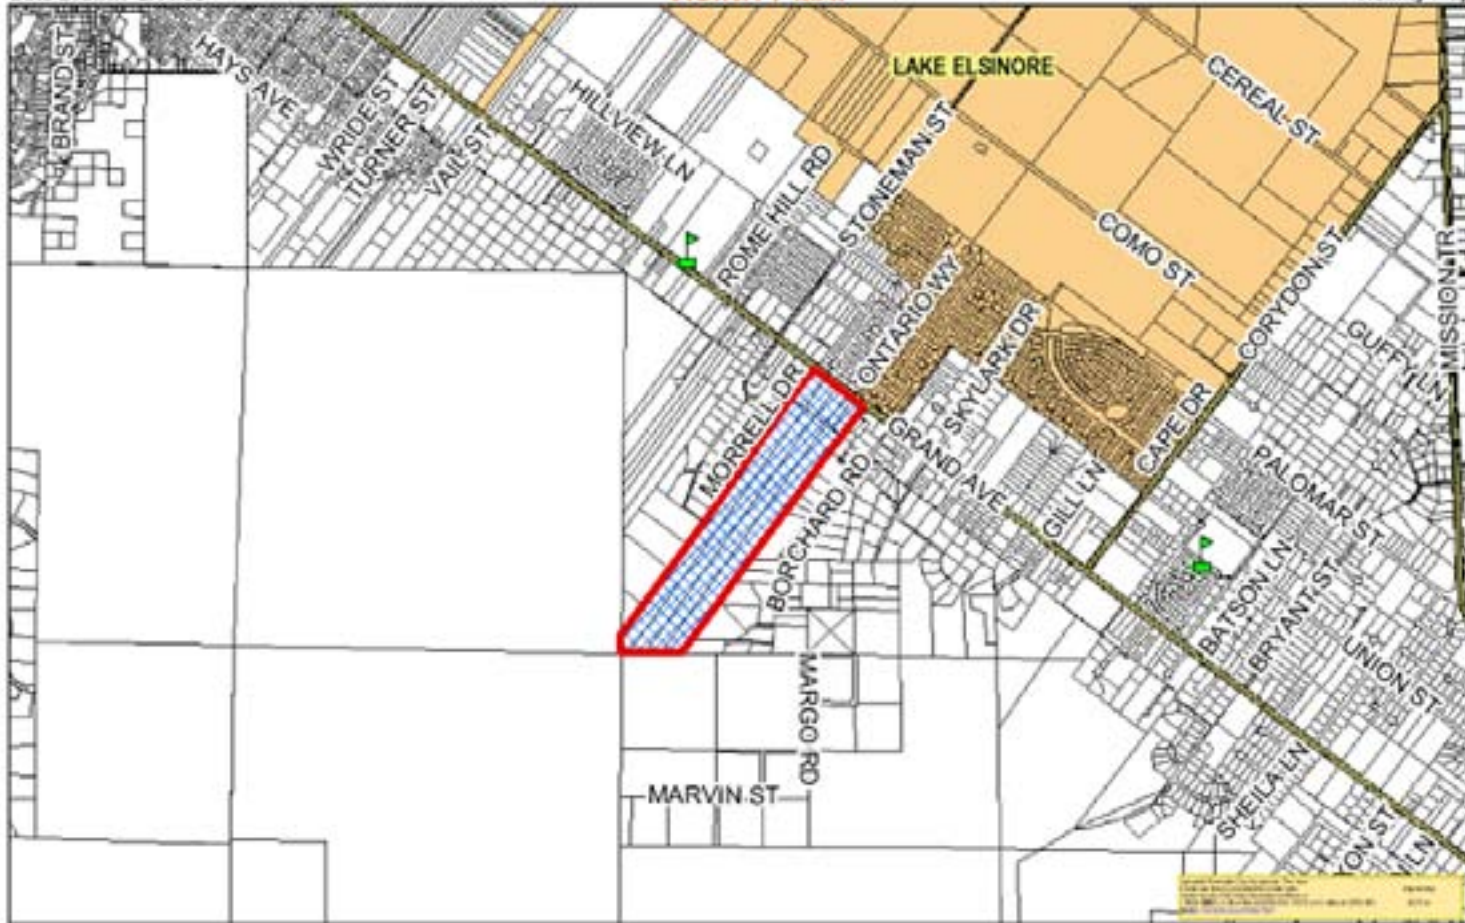 LAKE ELSINORE
BRAND ST
HAYS AVE
WRIDE ST
TURNER ST
VAIL ST
HILLVIEW LN
ROME HILL RD
STONEMAN ST
CEREAL ST
COMO ST
CORYDON ST
MISSION TR
GUFFY LN
ONTARIO WY
SKYLARK DR
MORRELL DR
GRAND AVE
CAPE DR
GILL LN
PALOMAR ST
BORCHARD RD
BATSON LN
BRYANT ST
UNION ST
MARGO RD
MARVIN ST
SHEILA LN